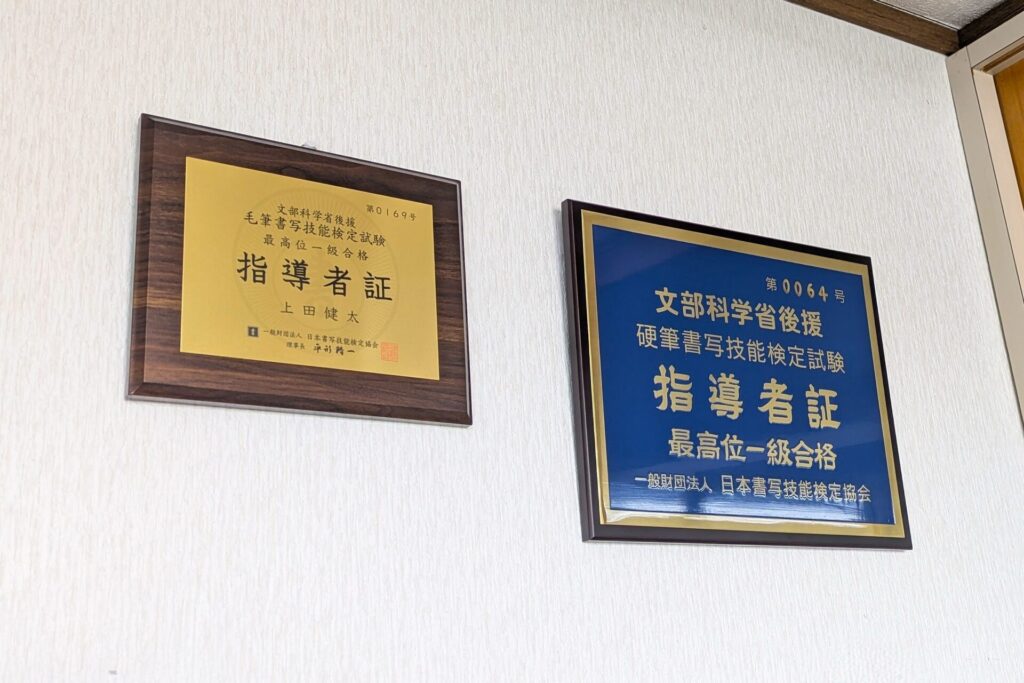 第0169号
文部科学省後援
毛筆書写技能検定試験
最高位一級合格
指導者証
上田健太
一般財団法人 日本書写技能検定協会
理事長
第0064号
文部科学省後援
硬筆書写技能検定試験
指導者証
最高位一級合格
一般財団法人 日本書写技能検定協会